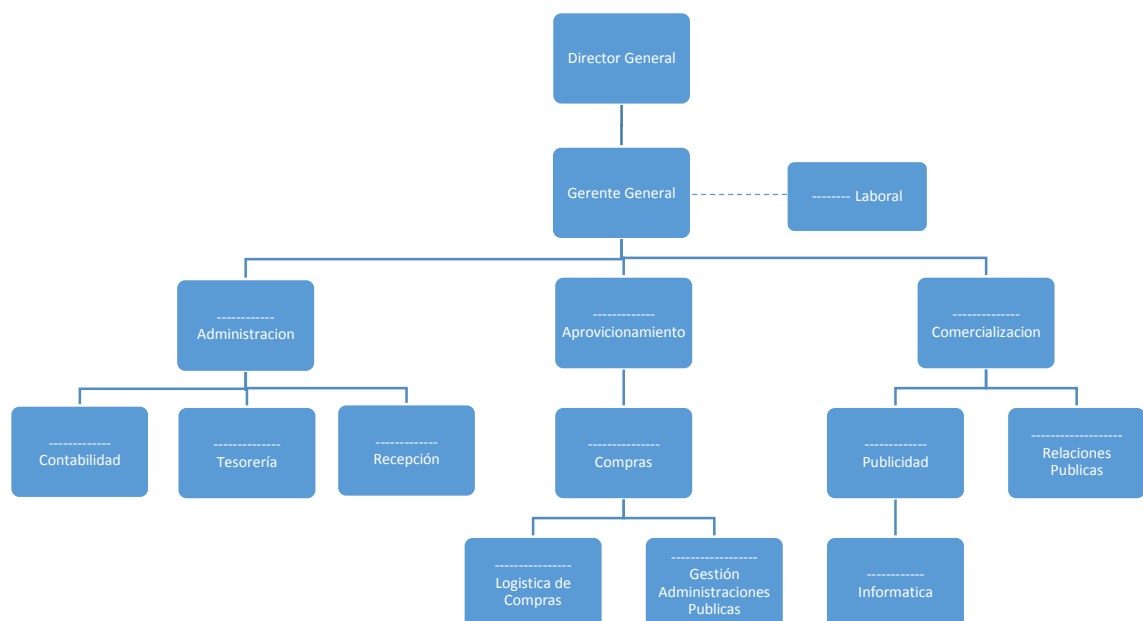 Director General
Gerente General
-------- Laboral
------------
Administracion
-------------
Aprovicionamiento
--------------
Comercializacion
-------------
Contabilidad
--------------
Tesorería
-------------
Recepción
---------------
Compras
-------------
Publicidad
-------------------
Relaciones
Publicas
----------------
Logistica de
Compras
------------------
Gestión
Administraciones
Publicas
------------
Informatica